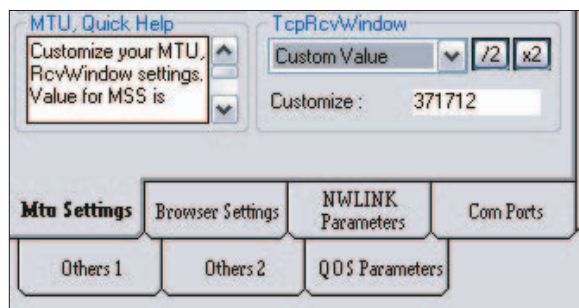 MTU, Quick Help
Customize your MTU,
RcvWindow settings.
Value for MSS is
TcpRcvWindow
Custom Value
/2
x2
Customize :
371712
Mtu Settings
Browser Settings
NWLINK
Parameters
Com Ports
Others 1
Others 2
QOS Parameters